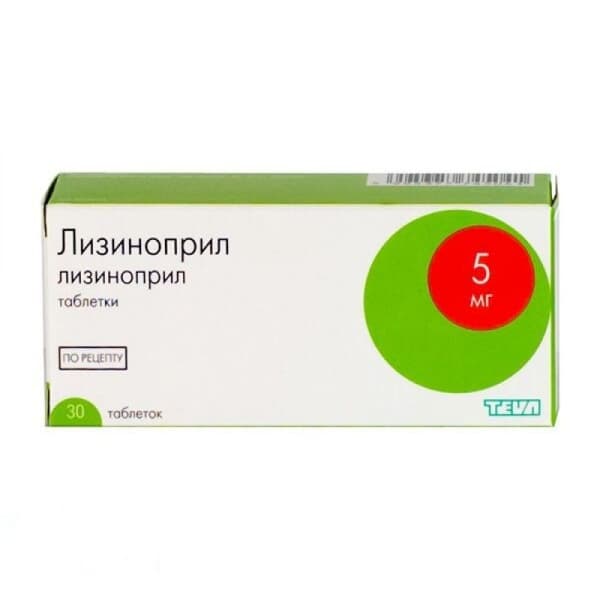 Лизиноприл
лизиноприл
таблетки
5
мг
ПО РЕЦЕПТУ
30 таблеток
TEVA